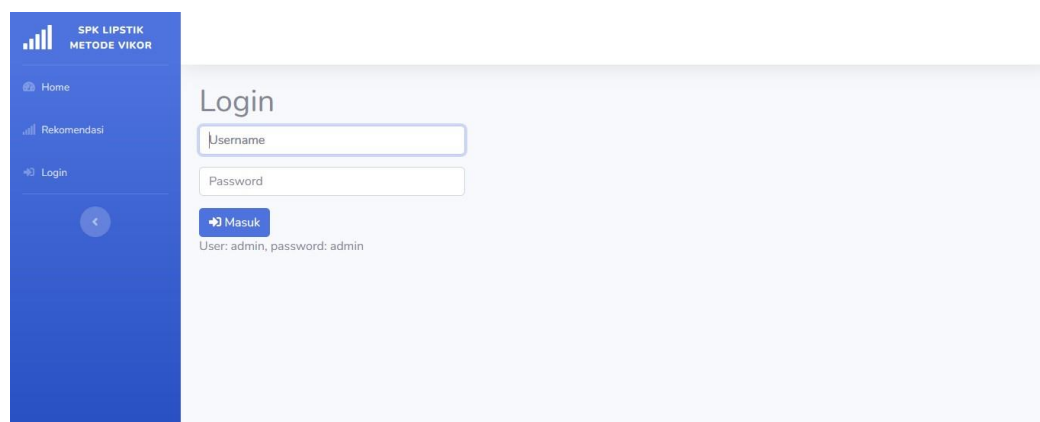 SPK LIPSTIK
METODE VIKOR
Home
Rekomendasi
Login
Login
Username
Password
Masuk
User: admin, password: admin